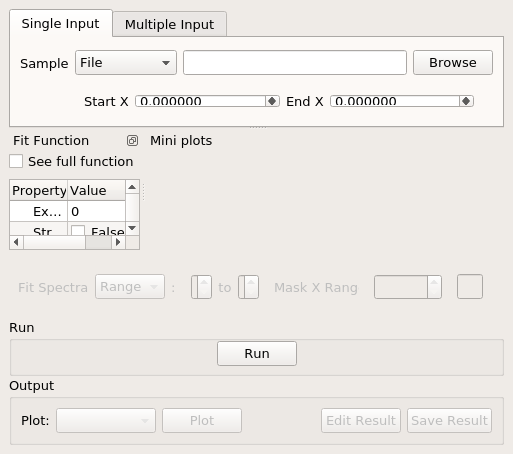 Single Input Multiple Input
Sample File Browse
Start X 0.000000 End X 0.000000
Fit Function Mini plots
See full function
Property Value
Ex... 0
Str False
Fit Spectra Range : to Mask X Rang
Run
Run
Output
Plot: Plot Edit Result Save Result